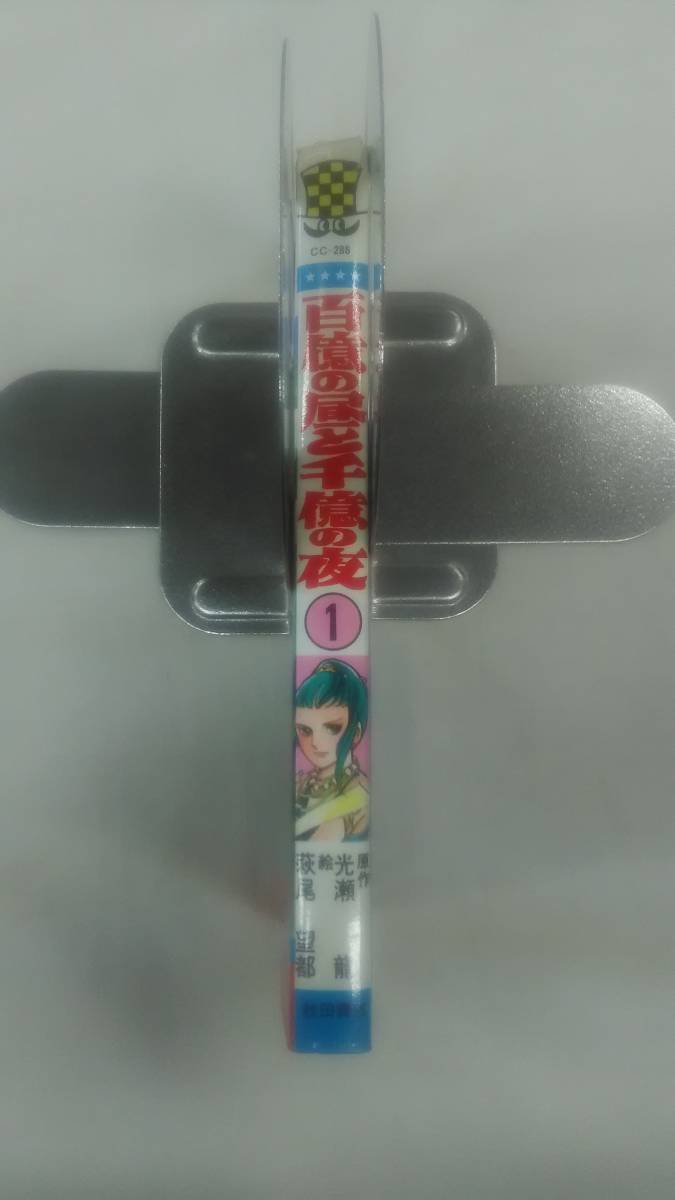 CC-288
百億の昼と千億の夜
1
原作
光瀬龍
絵
萩尾望都
秋田書店